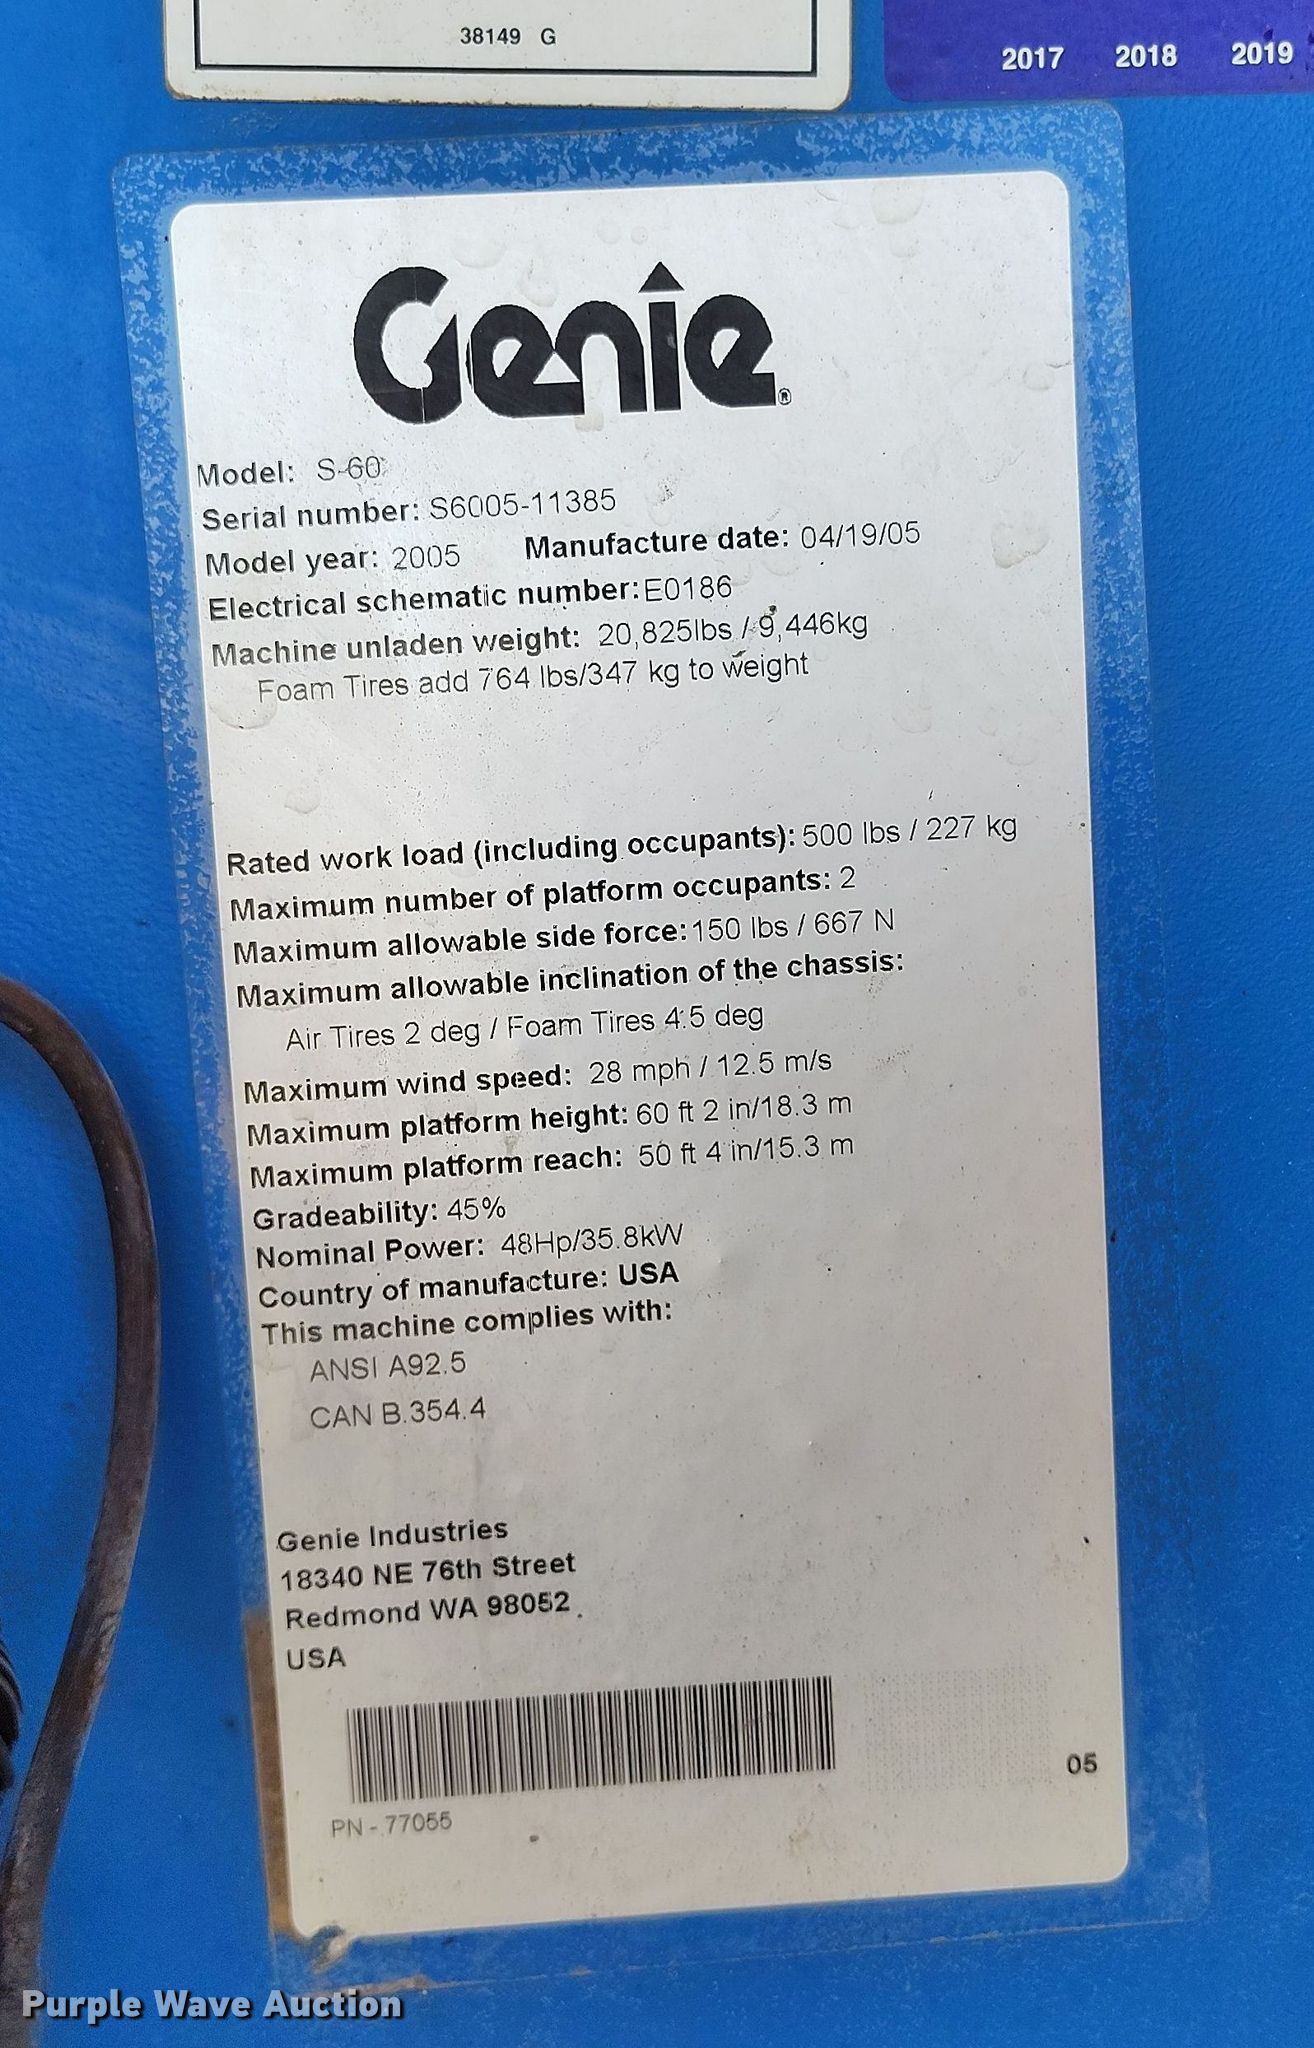 38149 G
2017 2018 2019
Genie®
Model: S-60
Serial number: S6005-11385
Model year: 2005 Manufacture date: 04/19/05
Electrical schematic number:E0186
Machine unladen weight: 20,825lbs / 9,446kg
Foam Tires add 764 lbs/347 kg to weight
Rated work load (including occupants): 500 lbs / 227 kg
Maximum number of platform occupants: 2
Maximum allowable side force:150 lbs / 667 N
Maximum allowable inclination of the chassis:
Air Tires 2 deg / Foam Tires 4.5 deg
Maximum wind speed: 28 mph / 12.5 m/s
Maximum platform height: 60 ft 2 in/18.3 m
Maximum platform reach: 50 ft 4 in/15.3 m
Gradeability: 45%
Nominal Power: 48Hp/35.8kW
Country of manufacture: USA
This machine complies with:
ANSI A92.5
CAN B.354.4
Genie Industries
18340 NE 76th Street
Redmond WA 98052
USA
05
PN - 77055
Purple Wave Auction